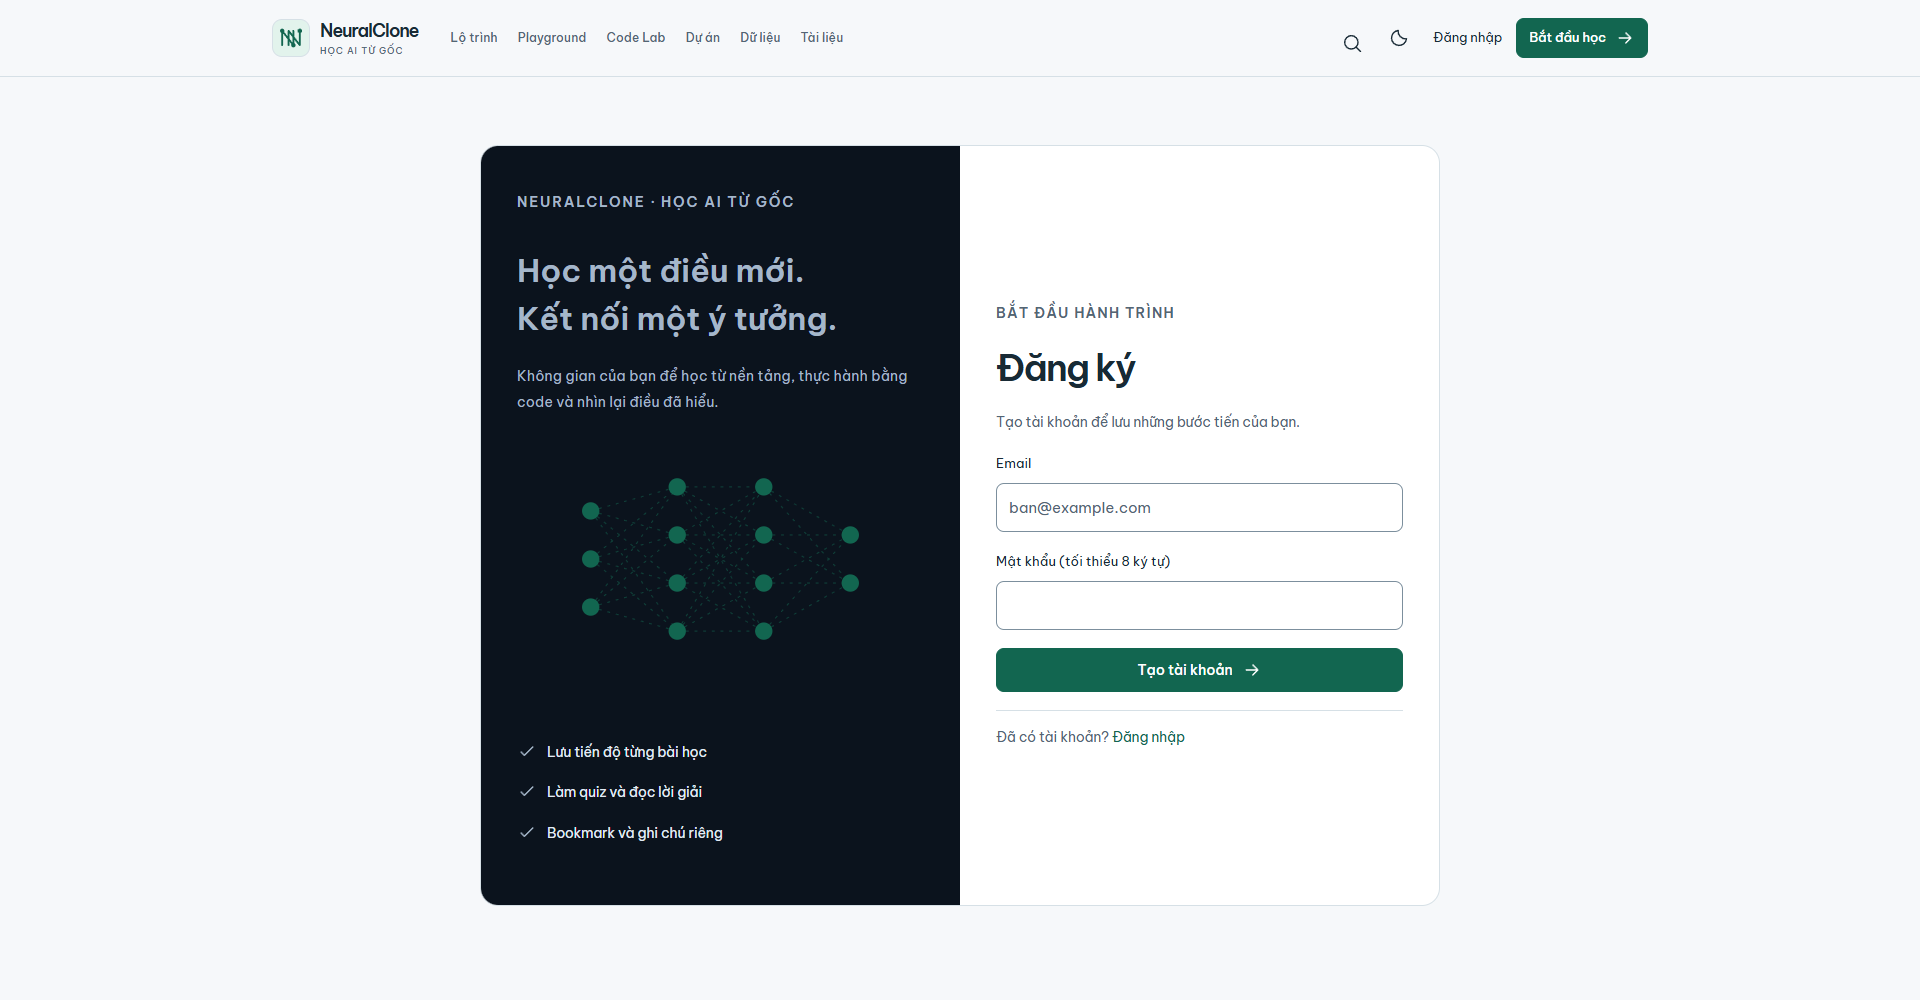 NeuralClone
HỌC AI TỪ GỐC
Lộ trình
Playground
Code Lab
Dự án
Dữ liệu
Tài liệu
Đăng nhập
Bắt đầu học
NEURALCLONE · HỌC AI TỪ GỐC
Học một điều mới.
Kết nối một ý tưởng.
Không gian của bạn để học từ nền tảng, thực hành bằng
code và nhìn lại điều đã hiểu.
Lưu tiến độ từng bài học
Làm quiz và đọc lời giải
Bookmark và ghi chú riêng
BẮT ĐẦU HÀNH TRÌNH
Đăng ký
Tạo tài khoản để lưu những bước tiến của bạn.
Email
ban@example.com
Mật khẩu (tối thiểu 8 ký tự)
Tạo tài khoản
Đã có tài khoản? Đăng nhập